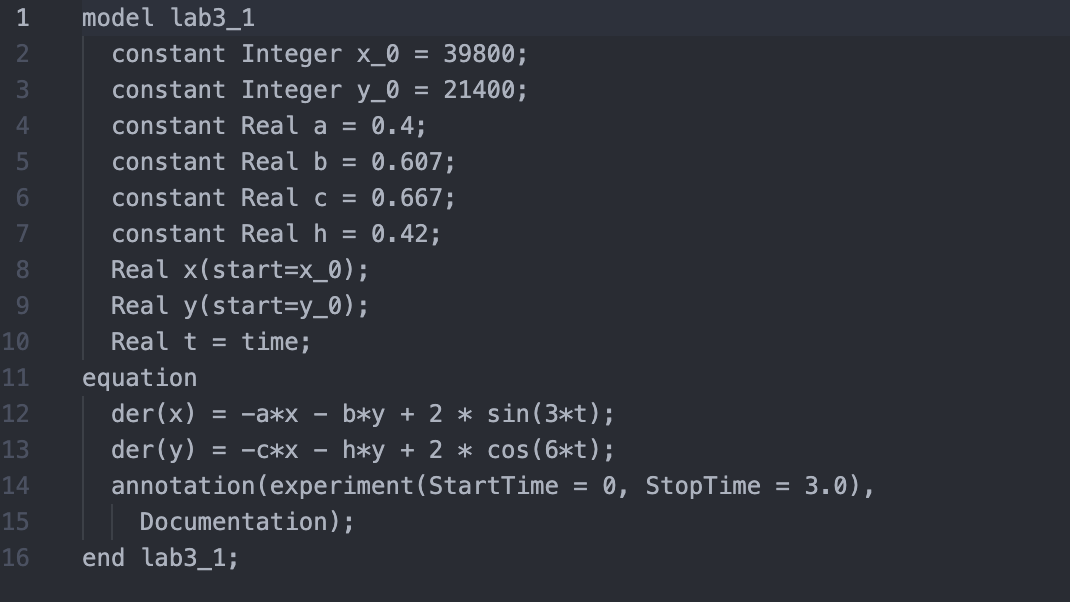 1 model lab3_1
2 constant Integer x_0 = 39800;
3 constant Integer y_0 = 21400;
4 constant Real a = 0.4;
5 constant Real b = 0.607;
6 constant Real c = 0.667;
7 constant Real h = 0.42;
8 Real x(start=x_0);
9 Real y(start=y_0);
10 Real t = time;
11 equation
12 der(x) = -a*x - b*y + 2 * sin(3*t);
13 der(y) = -c*x - h*y + 2 * cos(6*t);
14 annotation(experiment(StartTime = 0, StopTime = 3.0),
15 Documentation);
16 end lab3_1;